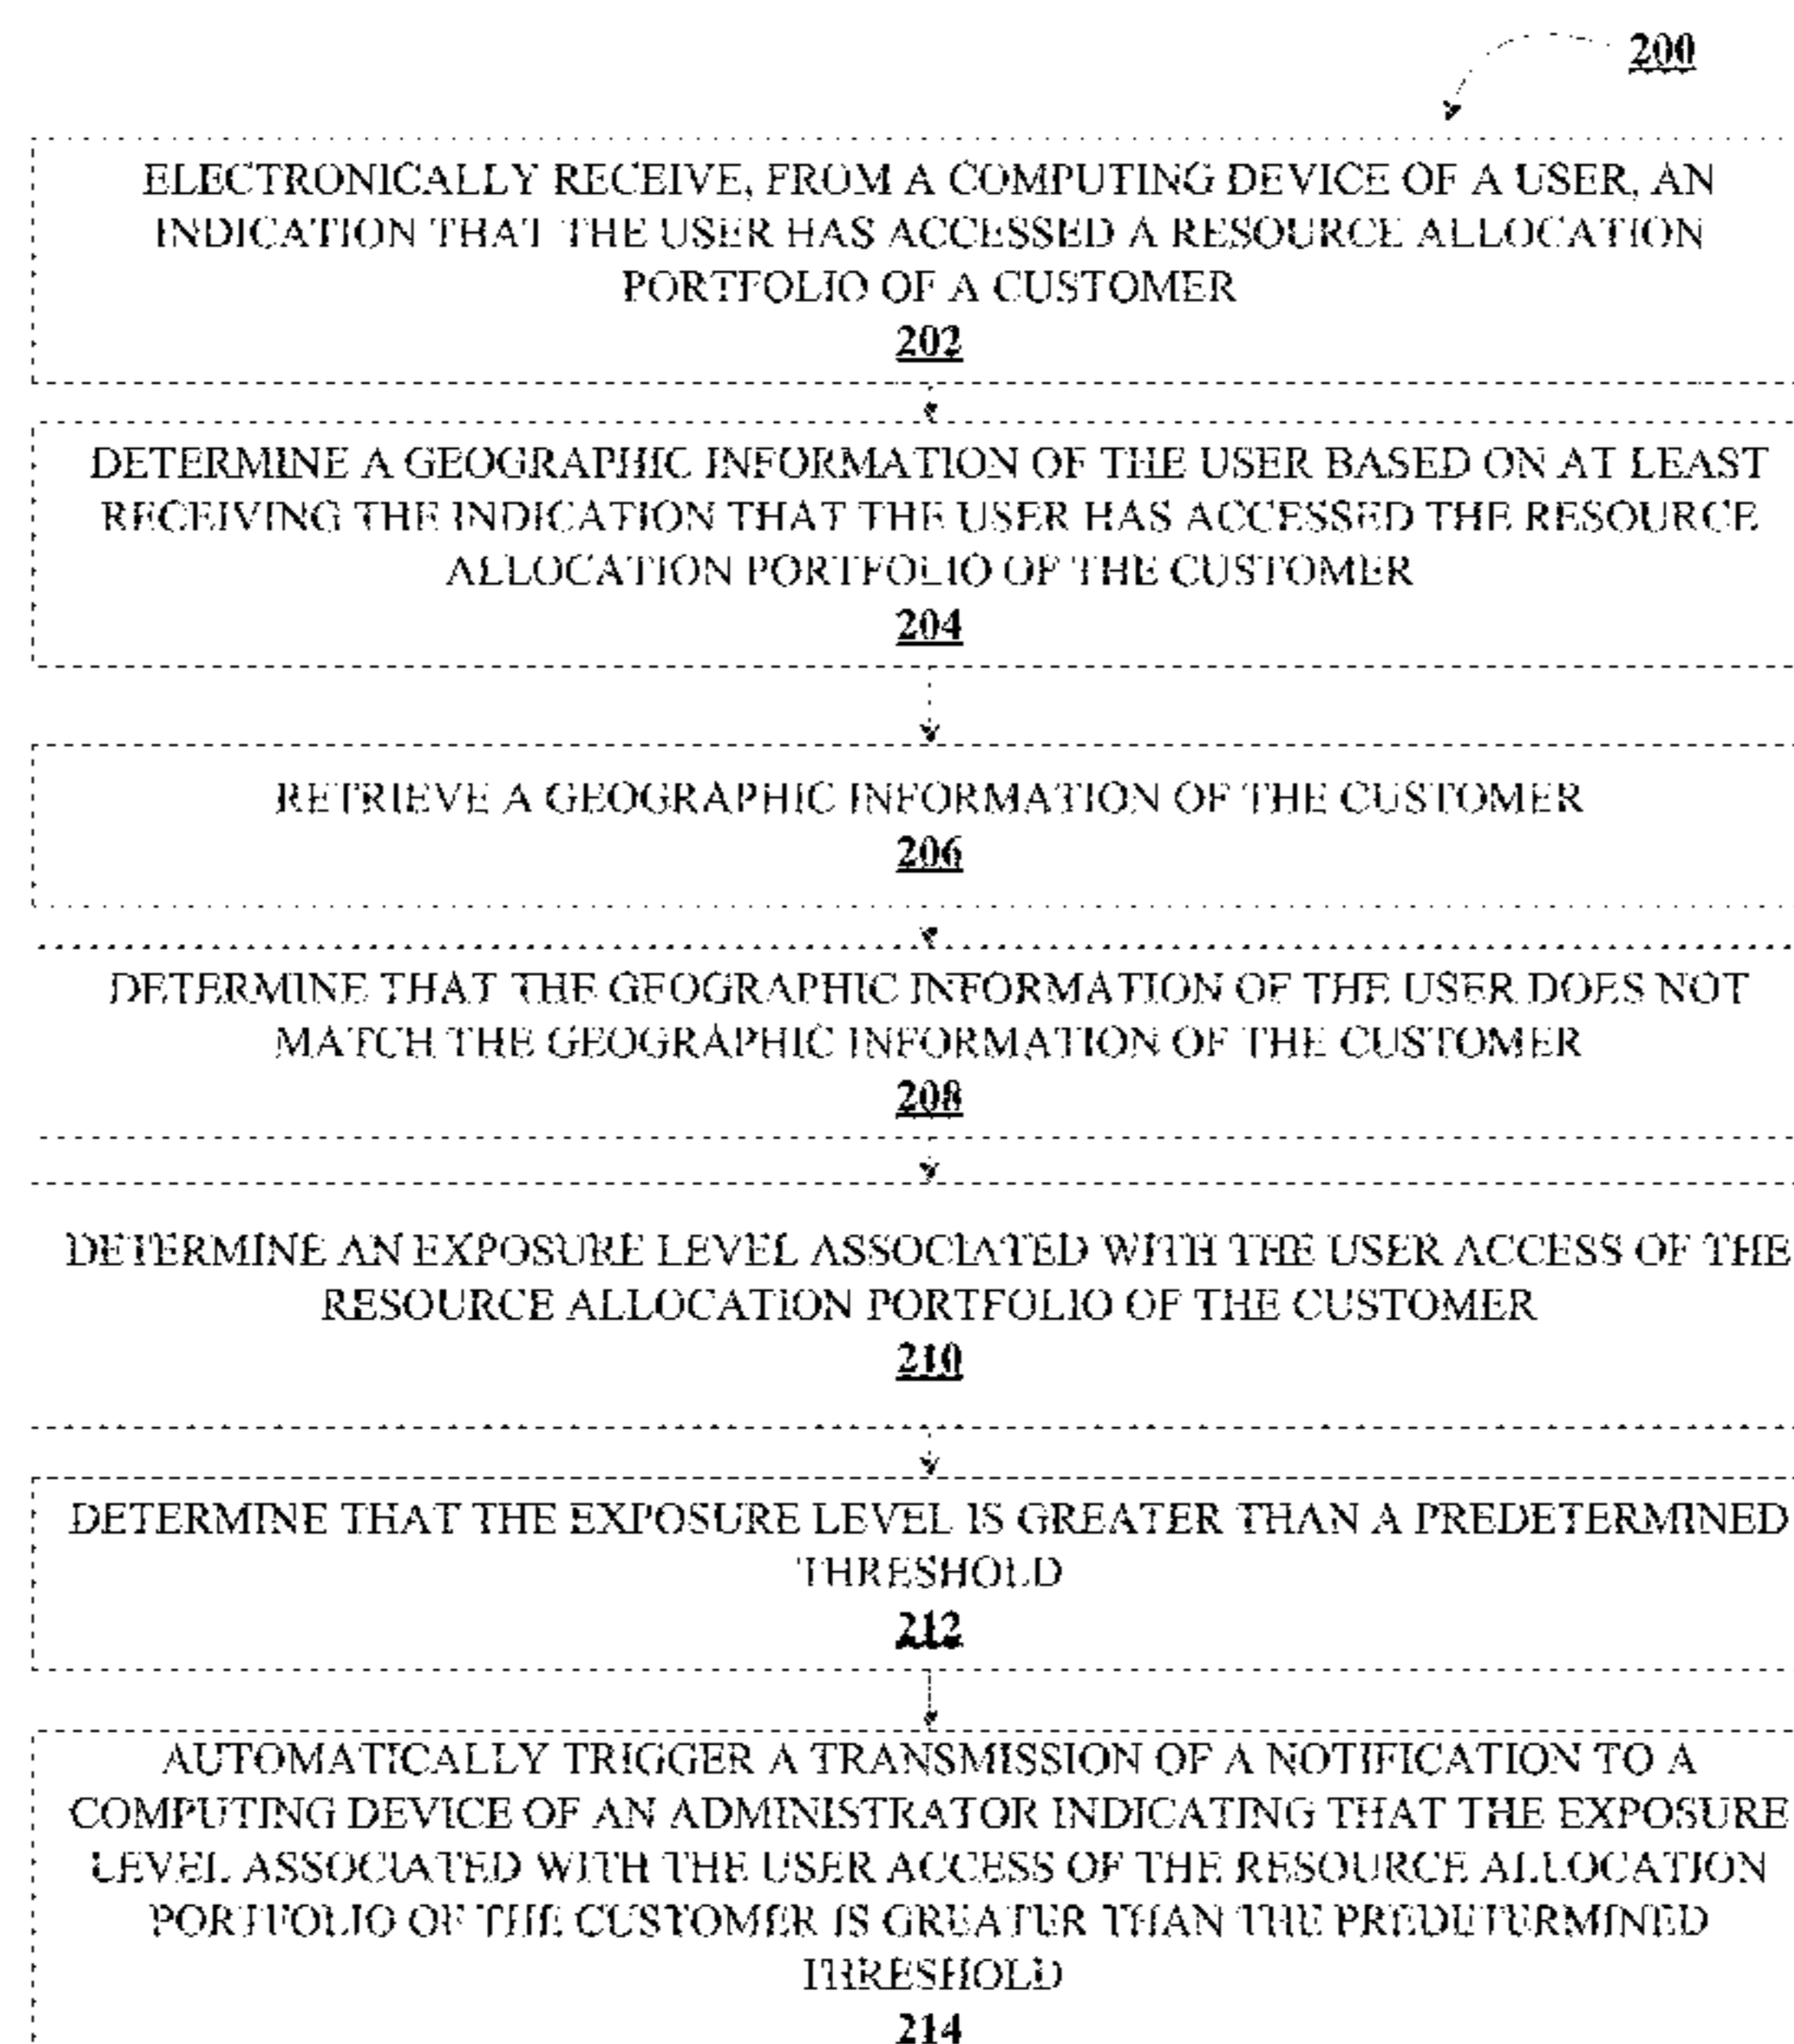 200
ELECTRONICALLY RECEIVE, FROM A COMPUTING DEVICE OF A USER, AN
INDICATION THAT THE USER HAS ACCESSED A RESOURCE ALLOCATION
PORTFOLIO OF A CUSTOMER
202
DETERMINE A GEOGRAPHIC INFORMATION OF THE USER BASED ON AT LEAST
RECEIVING THE INDICATION THAT THE USER HAS ACCESSED THE RESOURCE
ALLOCATION PORTFOLIO OF THE CUSTOMER
204
RETRIEVE A GEOGRAPHIC INFORMATION OF THE CUSTOMER
206
DETERMINE THAT THE GEOGRAPHIC INFORMATION OF THE USER DOES NOT
MATCH THE GEOGRAPHIC INFORMATION OF THE CUSTOMER
208
DETERMINE AN EXPOSURE LEVEL ASSOCIATED WITH THE USER ACCESS OF THE
RESOURCE ALLOCATION PORTFOLIO OF THE CUSTOMER
210
DETERMINE THAT THE EXPOSURE LEVEL IS GREATER THAN A PREDETERMINED
THRESHOLD
212
AUTOMATICALLY TRIGGER A TRANSMISSION OF A NOTIFICATION TO A
COMPUTING DEVICE OF AN ADMINISTRATOR INDICATING THAT THE EXPOSURE
LEVEL ASSOCIATED WITH THE USER ACCESS OF THE RESOURCE ALLOCATION
PORTFOLIO OF THE CUSTOMER IS GREATER THAN THE PREDETERMINED
THRESHOLD
214